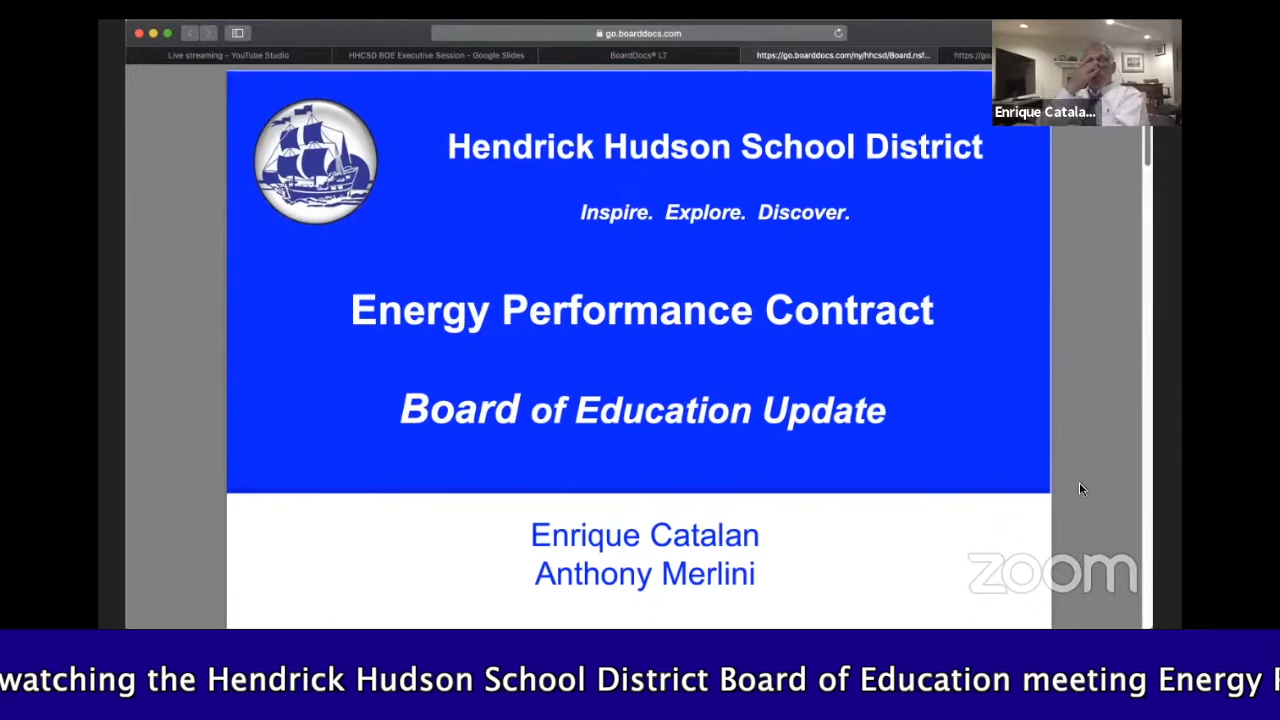 go.boarddocs.com
Live streaming – YouTube Studio
HHCSD BOE Executive Session - Google Slides
BoardDocs® LT
https://go.boarddocs.com/ny/hhcsd/Board.nsf...
https://go.
Enrique Catala...
Hendrick Hudson School District
Inspire. Explore. Discover.
Energy Performance Contract
Board of Education Update
Enrique Catalan
Anthony Merlini
zoom
watching the Hendrick Hudson School District Board of Education meeting Energy